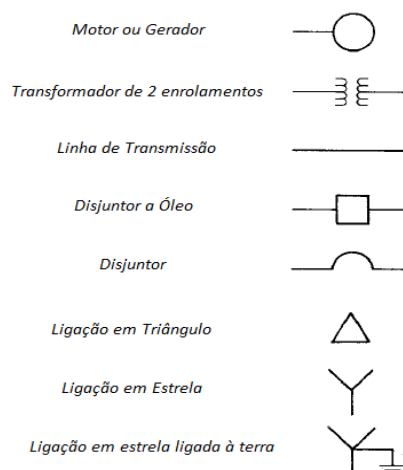 Motor ou Gerador
Transformador de 2 enrolamentos
Linha de Transmissão
Disjuntor a Óleo
Disjuntor
Ligação em Triângulo
Ligação em Estrela
Ligação em estrela ligada à terra